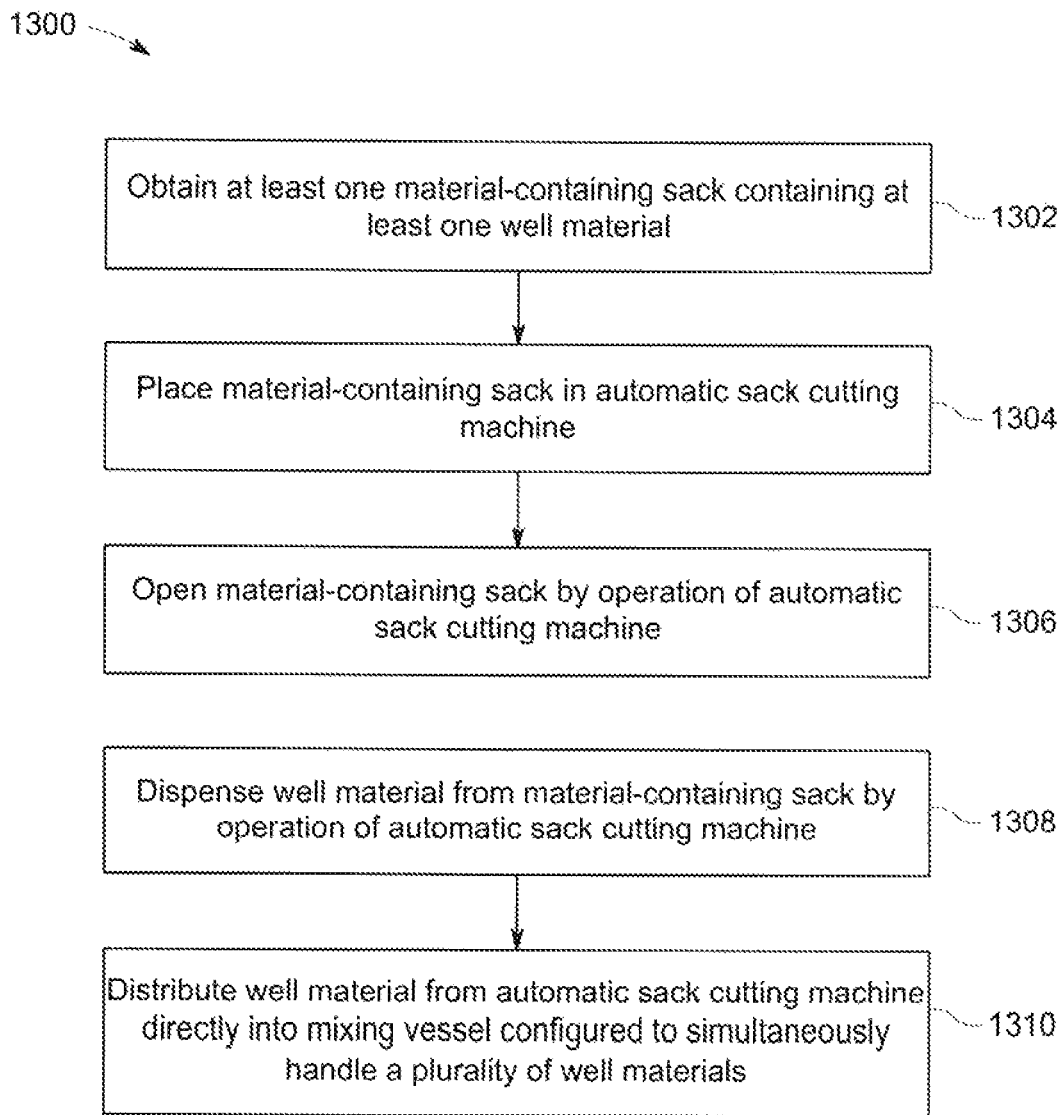 1300
Obtain at least one material-containing sack containing at
least one well material
1302
Place material-containing sack in automatic sack cutting
machine
1304
Open material-containing sack by operation of automatic
sack cutting machine
1306
Dispense well material from material-containing sack by
operation of automatic sack cutting machine
1308
Distribute well material from automatic sack cutting machine
directly into mixing vessel configured to simultaneously
handle a plurality of well materials
1310